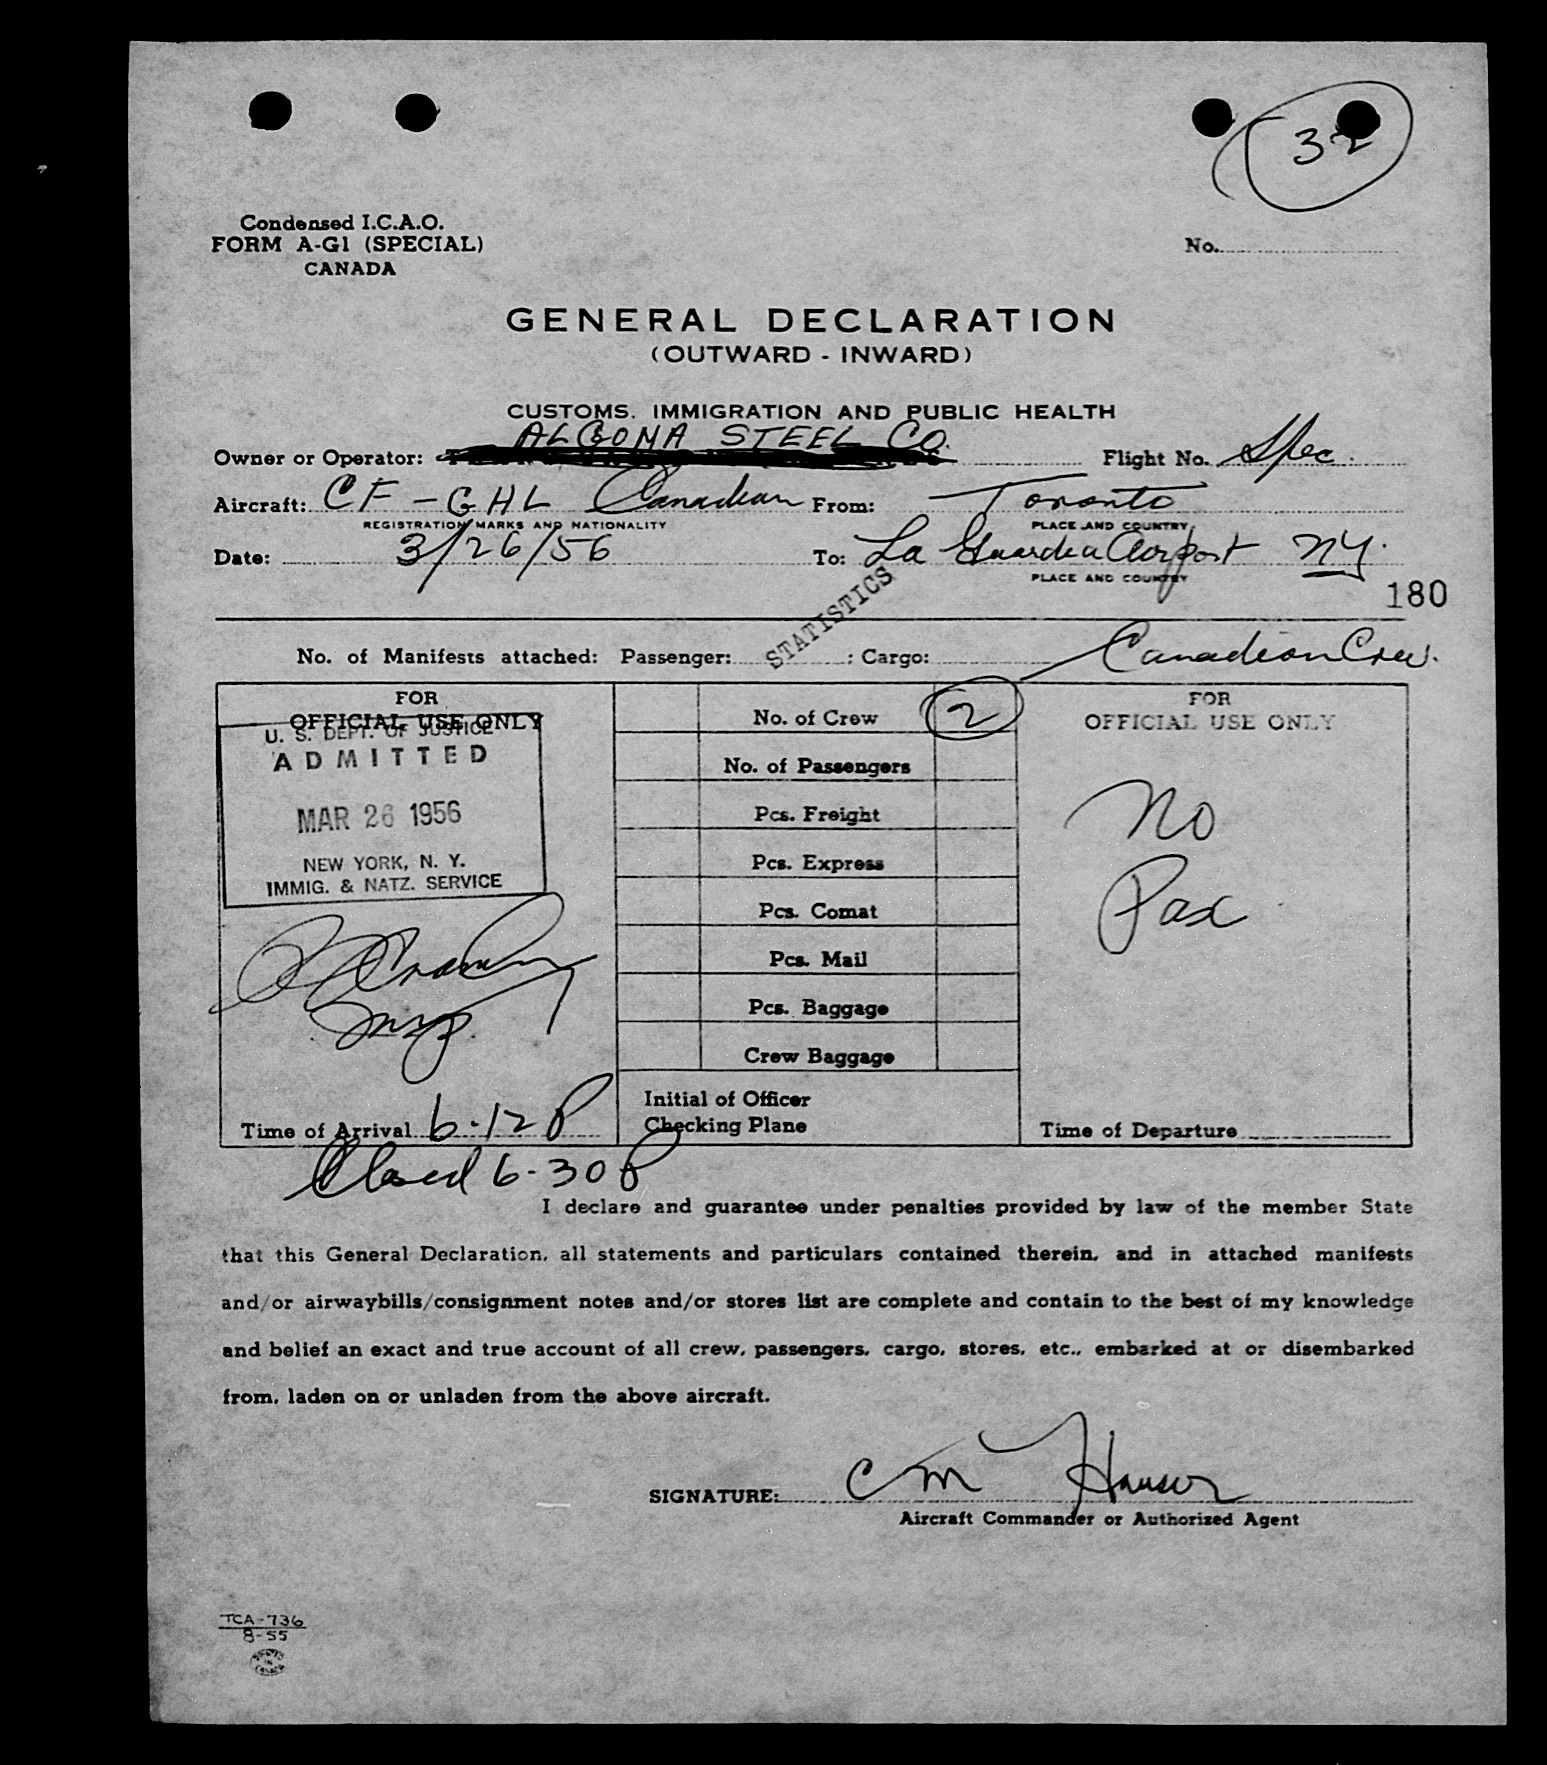 32
Condensed I.C.A.O.
FORM A-G1 (SPECIAL)
CANADA
No.
GENERAL DECLARATION
(OUTWARD - INWARD)
CUSTOMS, IMMIGRATION AND PUBLIC HEALTH
ALGOMA STEEL CO.
Owner or Operator: Flight No. Spec.
Aircraft: CF-GHL Canadian From: Toronto
REGISTRATION MARKS AND NATIONALITY PLACE AND COUNTRY
Date: 3/26/56 To: La Guardia Airport NY.
PLACE AND COUNTRY
180
STATISTICS
No. of Manifests attached: Passenger: : Cargo: Canadian Crew.
FOR
OFFICIAL USE ONLY
U. S. DEPT. OF JUSTICE
ADMITTED
MAR 26 1956
NEW YORK, N. Y.
IMMIG. & NATZ. SERVICE
Insp.
Time of Arrival 6-12 P
Closed 6-30 P
No. of Crew 2
No. of Passengers
Pcs. Freight
Pcs. Express
Pcs. Comat
Pcs. Mail
Pcs. Baggage
Crew Baggage
Initial of Officer
Checking Plane
FOR
OFFICIAL USE ONLY
No
Pax
Time of Departure
I declare and guarantee under penalties provided by law of the member State
that this General Declaration, all statements and particulars contained therein, and in attached manifests
and/or airwaybills/consignment notes and/or stores list are complete and contain to the best of my knowledge
and belief an exact and true account of all crew, passengers, cargo, stores, etc., embarked at or disembarked
from, laden on or unladen from the above aircraft.
SIGNATURE: C M Hauser
Aircraft Commander or Authorized Agent
TCA-736
8-55
PRINTED
IN
CANADA